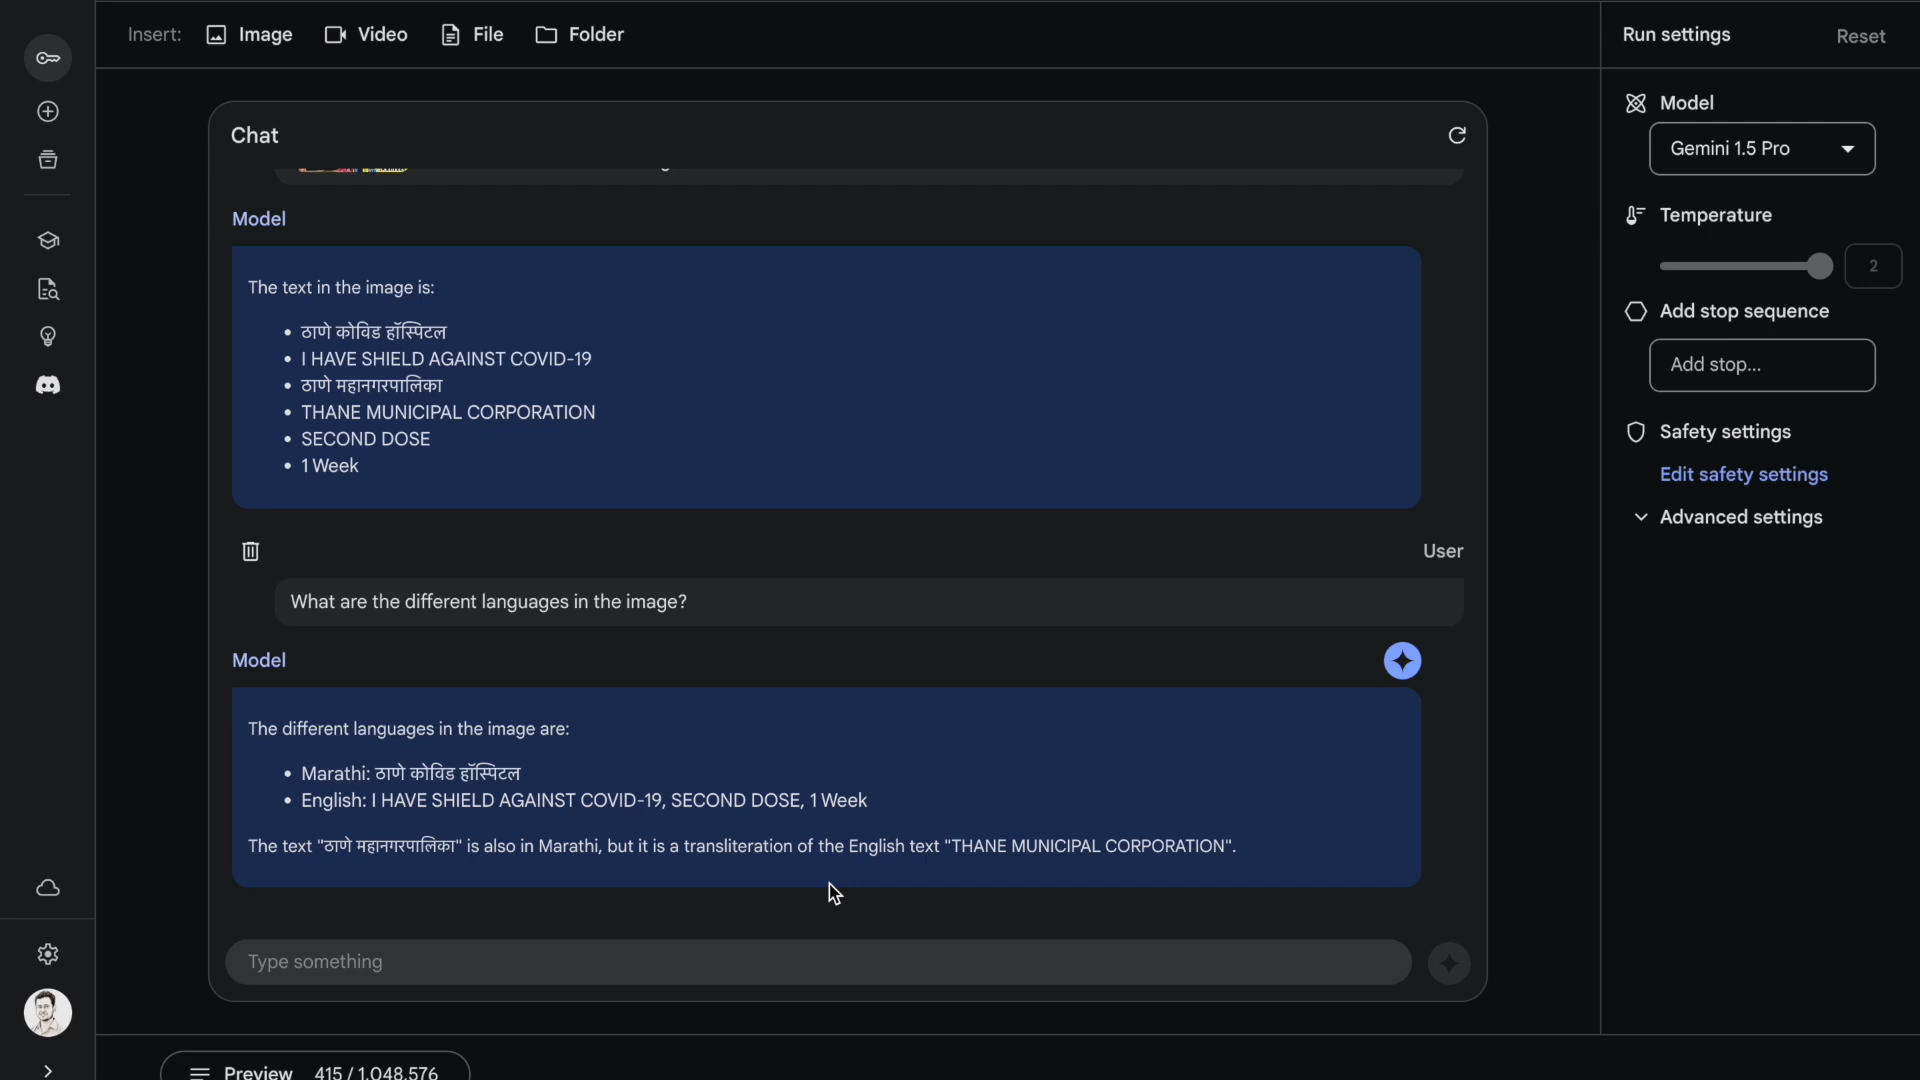 Insert: Image Video File Folder
Run settings Reset
Chat
Model
The text in the image is:
• ठाणे कोविड हॉस्पिटल
• I HAVE SHIELD AGAINST COVID-19
• ठाणे महानगरपालिका
• THANE MUNICIPAL CORPORATION
• SECOND DOSE
• 1 Week
User
What are the different languages in the image?
Model
The different languages in the image are:
• Marathi: ठाणे कोविड हॉस्पिटल
• English: I HAVE SHIELD AGAINST COVID-19, SECOND DOSE, 1 Week
The text "ठाणे महानगरपालिका" is also in Marathi, but it is a transliteration of the English text "THANE MUNICIPAL CORPORATION".
Type something
Preview 415 / 1,048,576
Model
Gemini 1.5 Pro
Temperature
2
Add stop sequence
Add stop...
Safety settings
Edit safety settings
Advanced settings